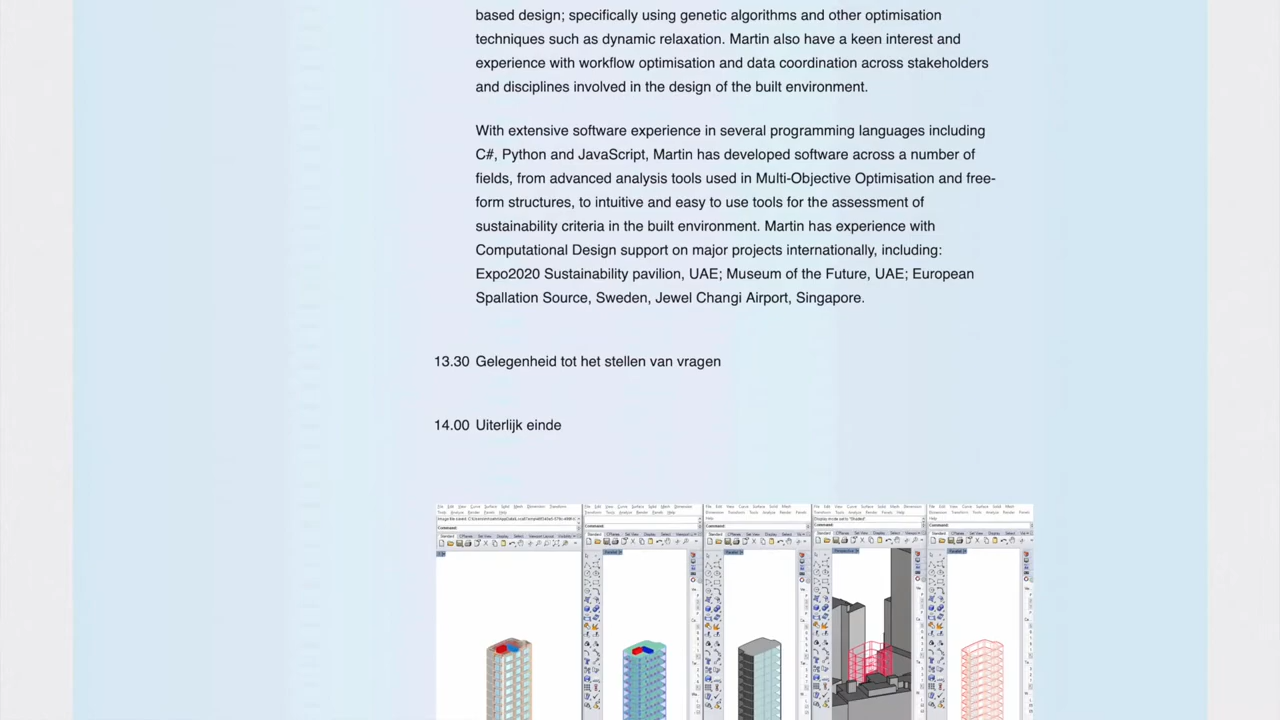 based design; specifically using genetic algorithms and other optimisation
techniques such as dynamic relaxation. Martin also have a keen interest and
experience with workflow optimisation and data coordination across stakeholders
and disciplines involved in the design of the built environment.
With extensive software experience in several programming languages including
C#, Python and JavaScript, Martin has developed software across a number of
fields, from advanced analysis tools used in Multi-Objective Optimisation and free-
form structures, to intuitive and easy to use tools for the assessment of
sustainability criteria in the built environment. Martin has experience with
Computational Design support on major projects internationally, including:
Expo2020 Sustainability pavilion, UAE; Museum of the Future, UAE; European
Spallation Source, Sweden, Jewel Changi Airport, Singapore.
13.30 Gelegenheid tot het stellen van vragen
14.00 Uiterlijk einde